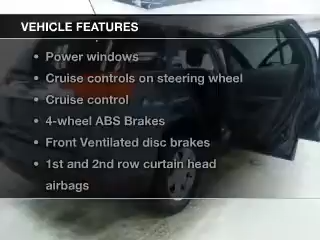 VEHICLE FEATURES
• Power windows
• Cruise controls on steering wheel
• Cruise control
• 4-wheel ABS Brakes
• Front Ventilated disc brakes
• 1st and 2nd row curtain head
airbags